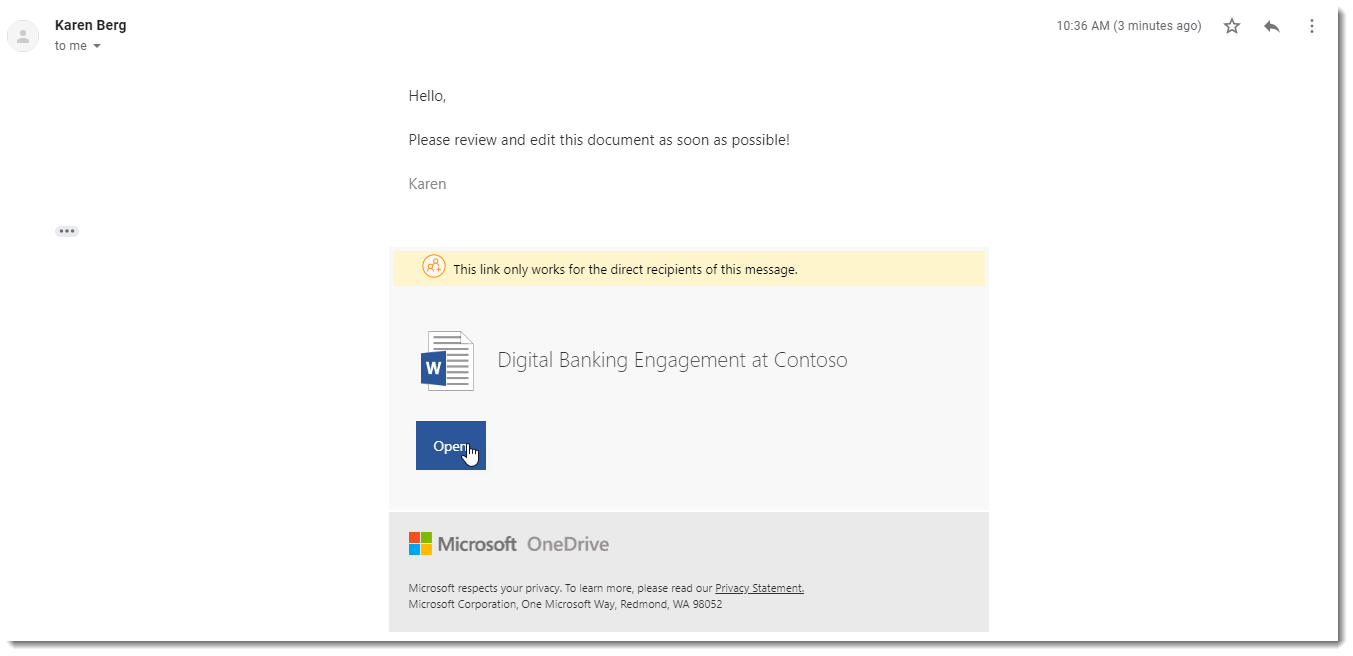 Karen Berg
10:36 AM (3 minutes ago)
to me
Hello,
Please review and edit this document as soon as possible!
Karen
This link only works for the direct recipients of this message.
W
Digital Banking Engagement at Contoso
Open
Microsoft OneDrive
Microsoft respects your privacy. To learn more, please read our Privacy Statement.
Microsoft Corporation, One Microsoft Way, Redmond, WA 98052